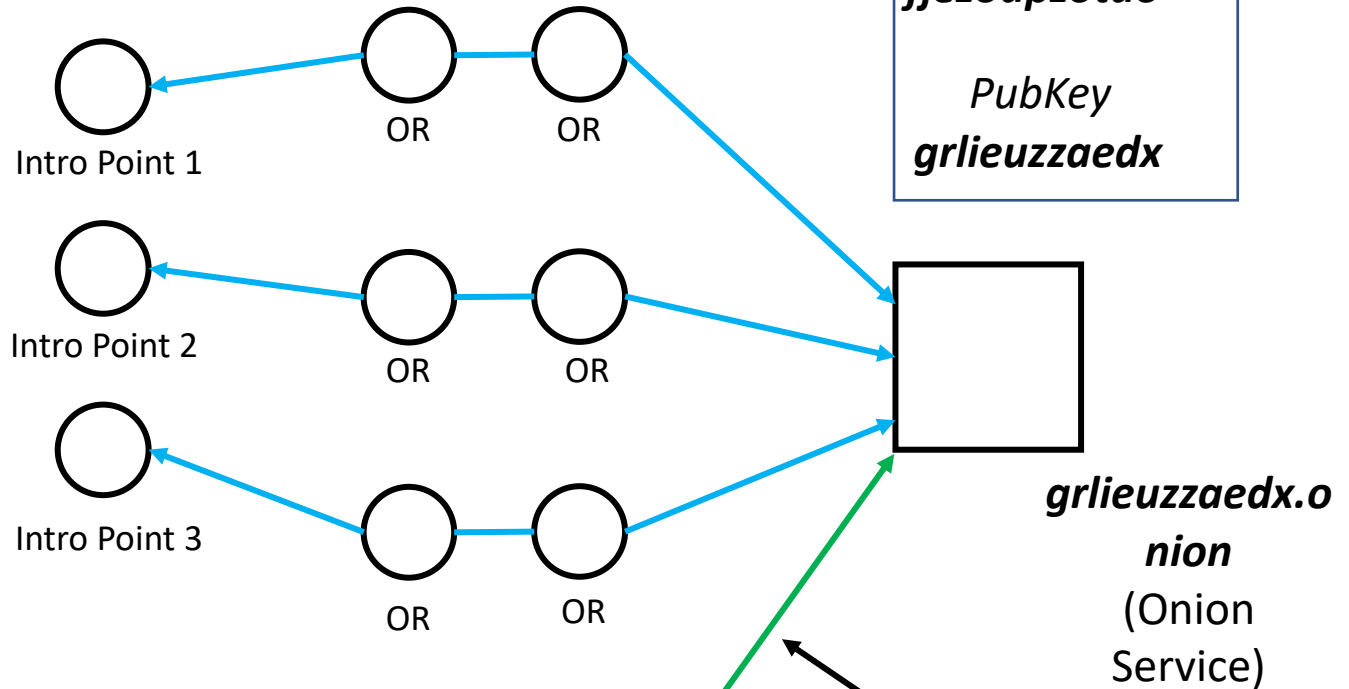 OR
OR
Intro Point 1
PubKey
grlieuzzaedx
Intro Point 2
OR
OR
Intro Point 3
OR
OR
grlieuzzaedx.o
nion
(Onion
Service)